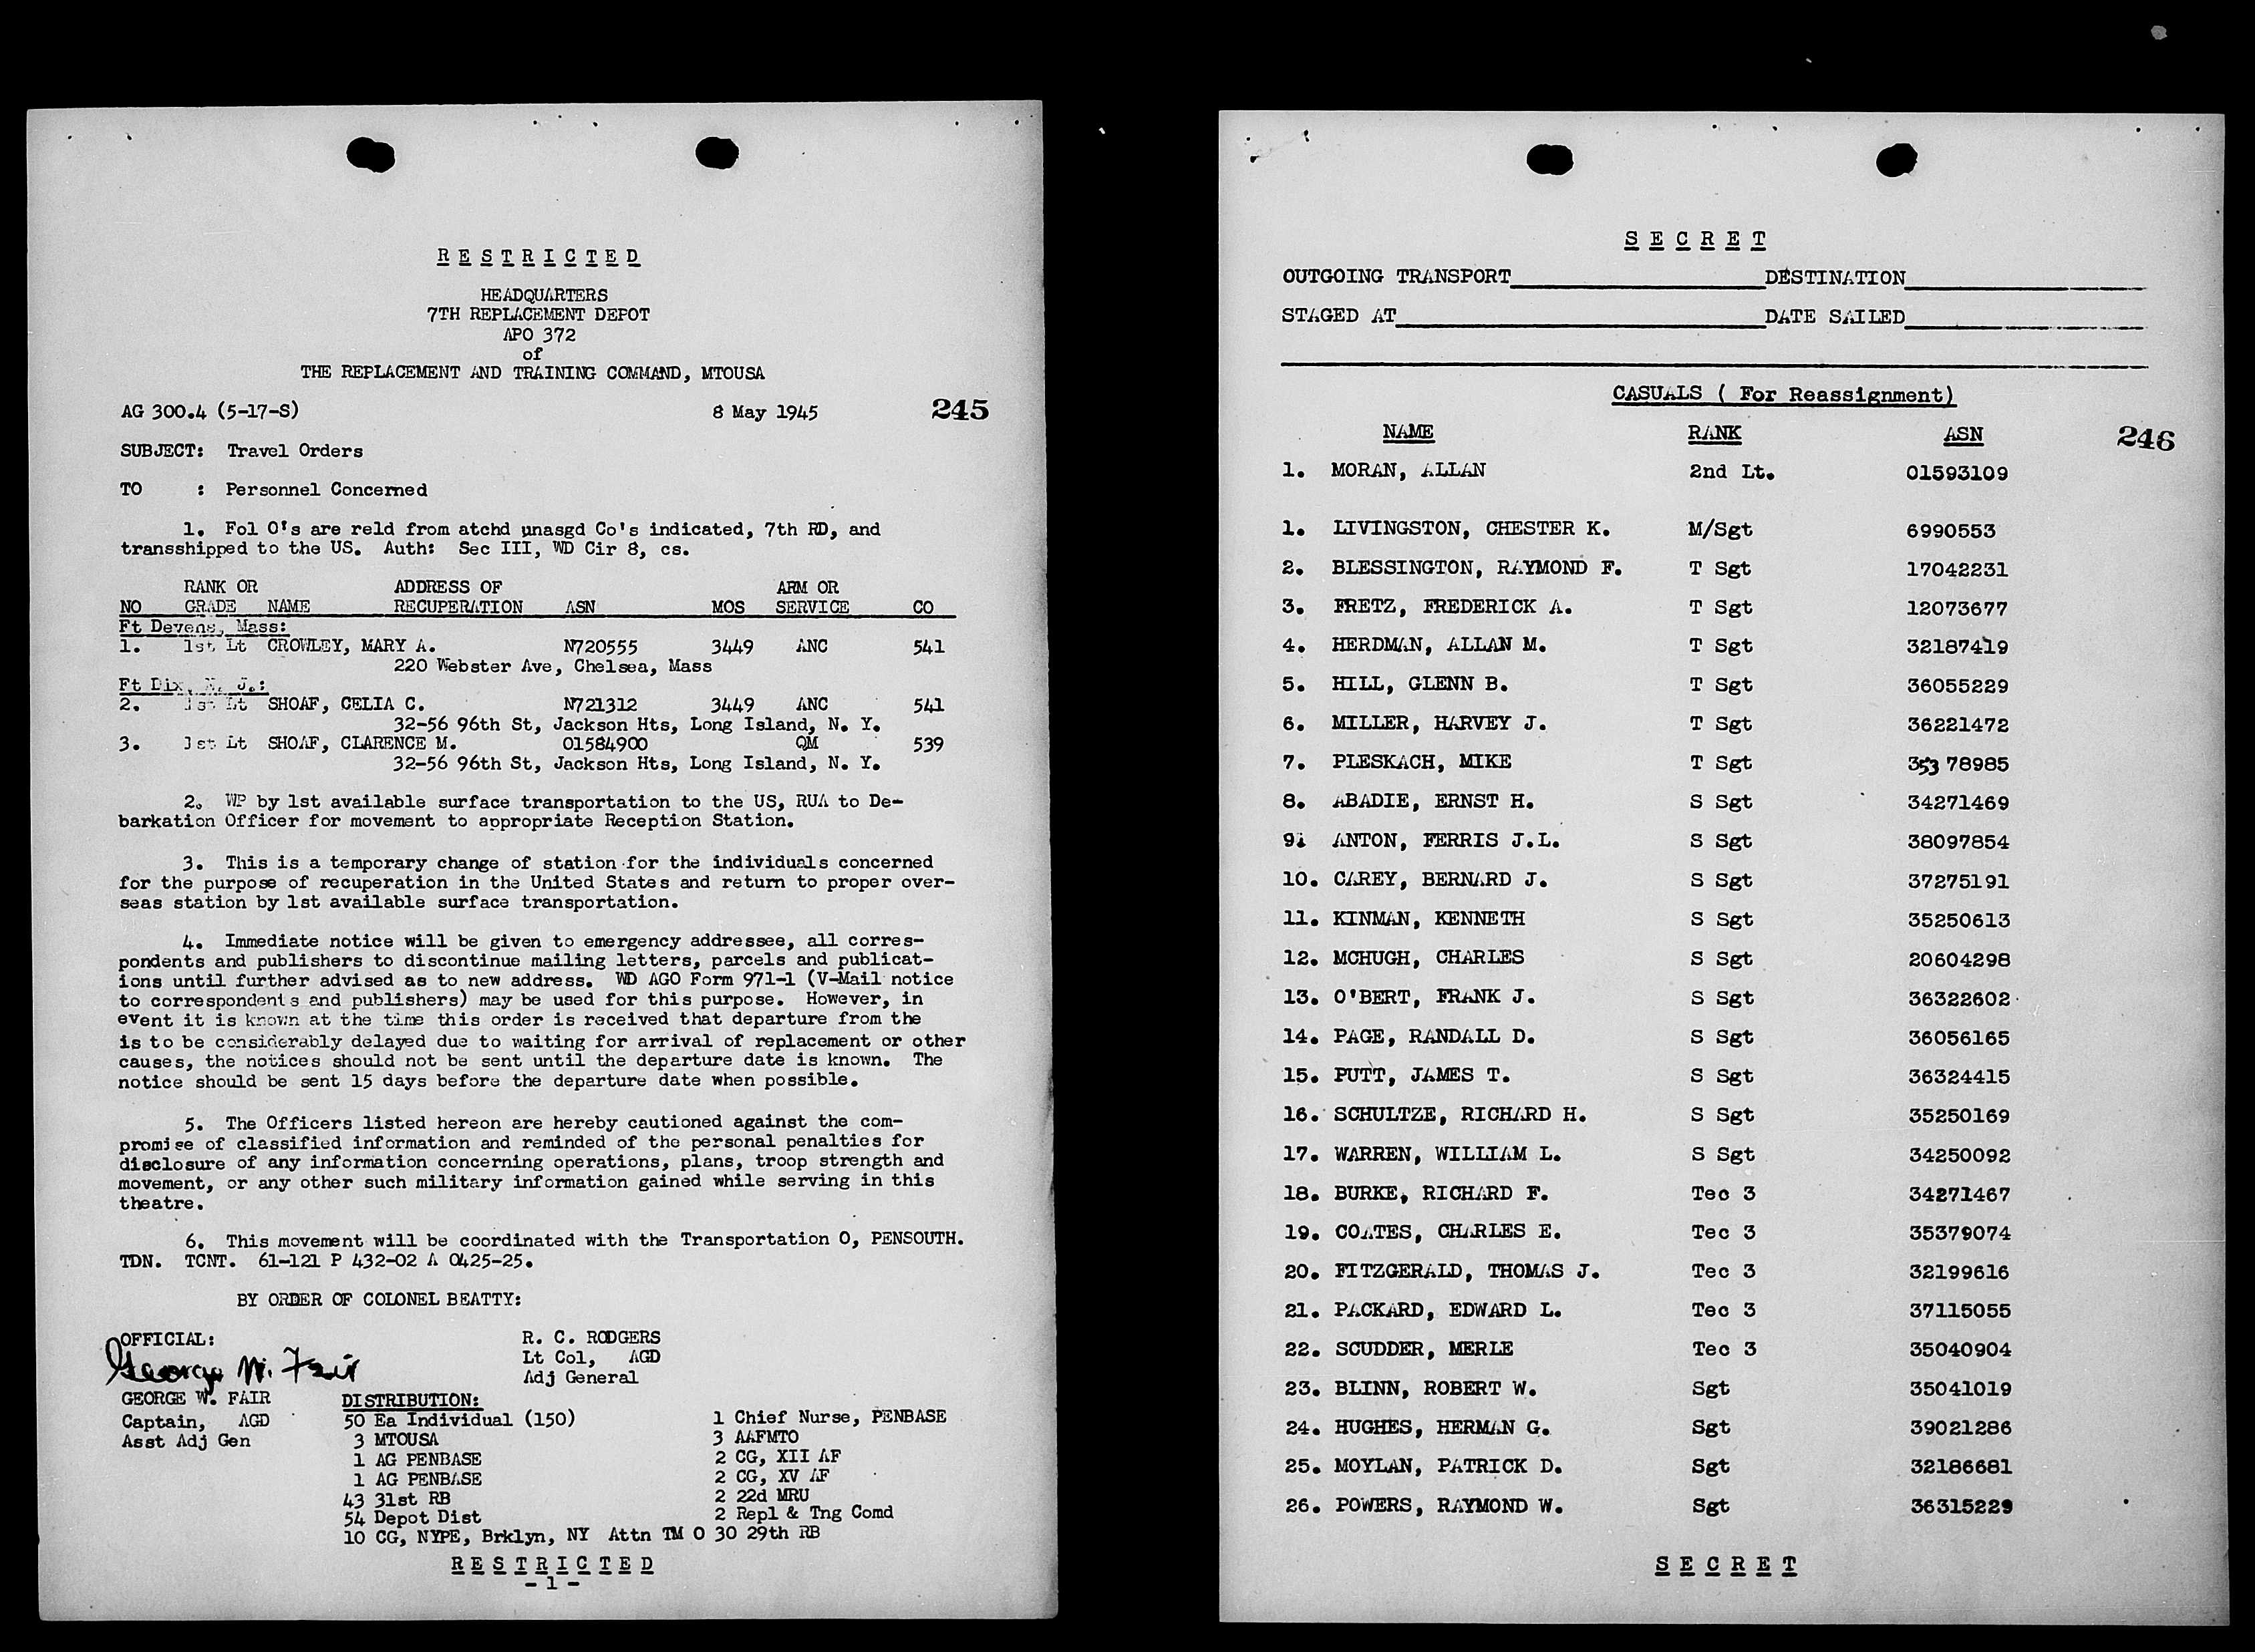 R E S T R I C T E D
HEADQUARTERS
7TH REPLACEMENT DEPOT
APO 372
of
THE REPLACEMENT AND TRAINING COMMAND, MTOUSA
AG 300.4 (5-17-S) 8 May 1945 245
SUBJECT: Travel Orders
TO : Personnel Concerned
1. Fol O's are reld from atchd unasgd Co's indicated, 7th RD, and
transshipped to the US. Auth: Sec III, WD Cir 8, cs.
RANK OR ADDRESS OF ARM OR
NO GRADE NAME RECUPERATION ASN MOS SERVICE CO
Ft Devens, Mass:
1. 1st Lt CROWLEY, MARY A. N720555 3449 ANC 541
220 Webster Ave, Chelsea, Mass
Ft Dix, N. J.:
2. 1st Lt SHOAF, CELIA C. N721312 3449 ANC 541
32-56 96th St, Jackson Hts, Long Island, N. Y.
3. 1st Lt SHOAF, CLARENCE M. 01584900 QM 539
32-56 96th St, Jackson Hts, Long Island, N. Y.
2. WP by 1st available surface transportation to the US, RUA to De-
barkation Officer for movement to appropriate Reception Station.
3. This is a temporary change of station for the individuals concerned
for the purpose of recuperation in the United States and return to proper over-
seas station by 1st available surface transportation.
4. Immediate notice will be given to emergency addressee, all corres-
pondents and publishers to discontinue mailing letters, parcels and publicat-
ions until further advised as to new address. WD AGO Form 971-1 (V-Mail notice
to correspondents and publishers) may be used for this purpose. However, in
event it is known at the time this order is received that departure from the
is to be considerably delayed due to waiting for arrival of replacement or other
causes, the notices should not be sent until the departure date is known. The
notice should be sent 15 days before the departure date when possible.
5. The Officers listed hereon are hereby cautioned against the com-
promise of classified information and reminded of the personal penalties for
disclosure of any information concerning operations, plans, troop strength and
movement, or any other such military information gained while serving in this
theatre.
6. This movement will be coordinated with the Transportation O, PENSOUTH.
TDN. TCNT. 61-121 P 432-02 A 0425-25.
BY ORDER OF COLONEL BEATTY:
OFFICIAL: R. C. RODGERS
George W. Fair Lt Col, AGD
Adj General
GEORGE W. FAIR DISTRIBUTION:
Captain, AGD 50 Ea Individual (150) 1 Chief Nurse, PENBASE
Asst Adj Gen 3 MTOUSA 3 AAFMTO
1 AG PENBASE 2 CG, XII AF
1 AG PENBASE 2 CG, XV AF
43 31st RB 2 22d MRU
54 Depot Dist 2 Repl & Tng Comd
10 CG, NYPE, Brklyn, NY Attn TM O 30 29th RB
R E S T R I C T E D
- 1 -
S E C R E T
OUTGOING TRANSPORT DESTINATION
STAGED AT DATE SAILED
CASUALS ( For Reassignment)
NAME RANK ASN 246
1. MORAN, ALLAN 2nd Lt. 01593109
1. LIVINGSTON, CHESTER K. M/Sgt 6990553
2. BLESSINGTON, RAYMOND F. T Sgt 17042231
3. FRETZ, FREDERICK A. T Sgt 12073677
4. HERDMAN, ALLAN M. T Sgt 32187419
5. HILL, GLENN B. T Sgt 36055229
6. MILLER, HARVEY J. T Sgt 36221472
7. PLESKACH, MIKE T Sgt 353 78985
8. ABADIE, ERNST H. S Sgt 34271469
9. ANTON, FERRIS J.L. S Sgt 38097854
10. CAREY, BERNARD J. S Sgt 37275191
11. KINMAN, KENNETH S Sgt 35250613
12. MCHUGH, CHARLES S Sgt 20604298
13. O'BERT, FRANK J. S Sgt 36322602
14. PAGE, RANDALL D. S Sgt 36056165
15. PUTT, JAMES T. S Sgt 36324415
16. SCHULTZE, RICHARD H. S Sgt 35250169
17. WARREN, WILLIAM L. S Sgt 34250092
18. BURKE, RICHARD F. Tec 3 34271467
19. COATES, CHARLES E. Tec 3 35379074
20. FITZGERALD, THOMAS J. Tec 3 32199616
21. PACKARD, EDWARD L. Tec 3 37115055
22. SCUDDER, MERLE Tec 3 35040904
23. BLINN, ROBERT W. Sgt 35041019
24. HUGHES, HERMAN G. Sgt 39021286
25. MOYLAN, PATRICK D. Sgt 32186681
26. POWERS, RAYMOND W. Sgt 36315229
S E C R E T